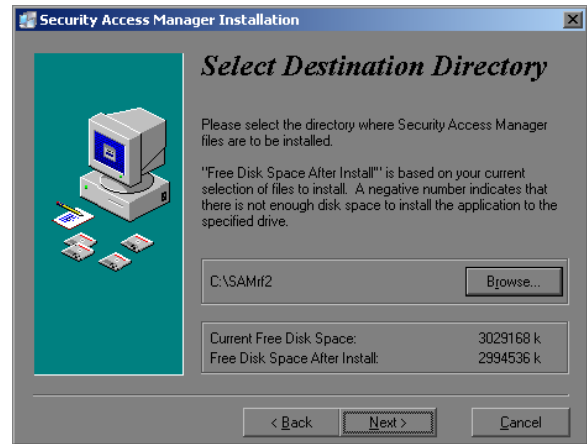 Security Access Manager Installation
Select Destination Directory
Please select the directory where Security Access Manager
files are to be installed.
"Free Disk Space After Install"' is based on your current
selection of files to install. A negative number indicates that
there is not enough disk space to install the application to the
specified drive.
C:\SAMrf2
Browse...
Current Free Disk Space: 3029168 k
Free Disk Space After Install: 2994536 k
< Back Next > Cancel